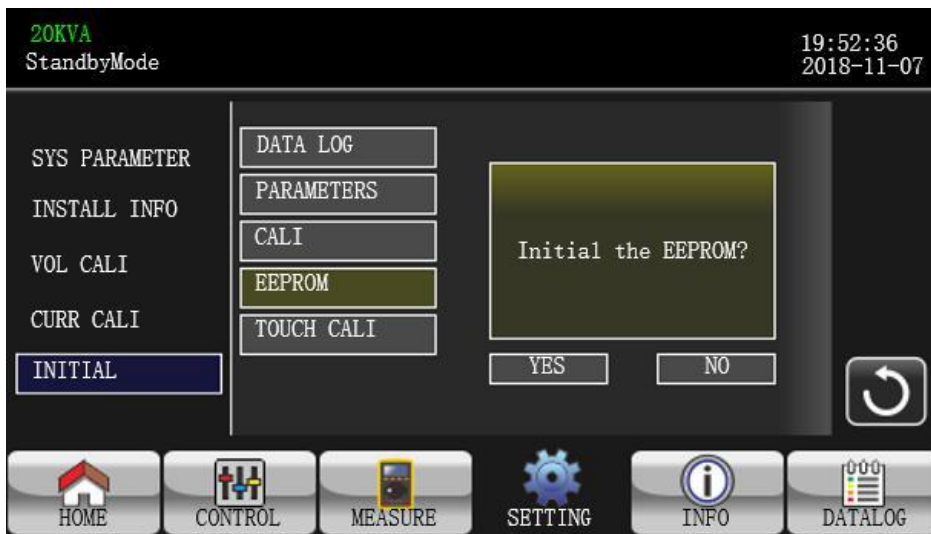 20KVA
StandbyMode
19:52:36
2018-11-07
SYS PARAMETER
INSTALL INFO
VOL CALI
CURR CALI
INITIAL
DATA LOG
PARAMETERS
CALI
EEPROM
TOUCH CALI
Initial the EEPROM?
YES
NO
HOME
CONTROL
MEASURE
SETTING
INFO
DATALOG